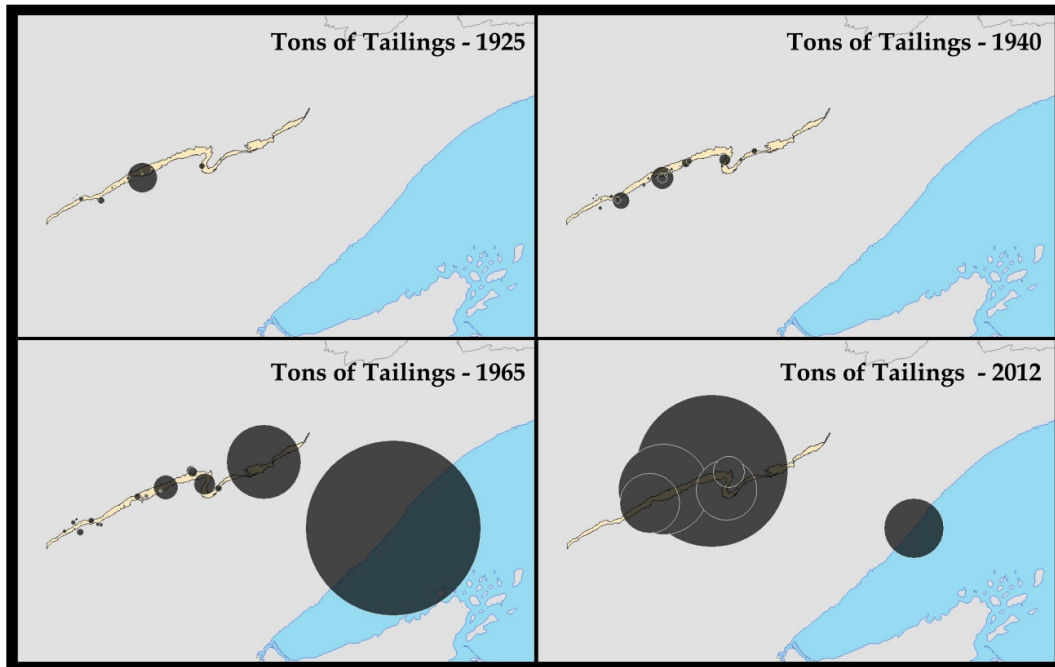 Tons of Tailings - 1925
Tons of Tailings - 1940
Tons of Tailings - 1965
Tons of Tailings - 2012